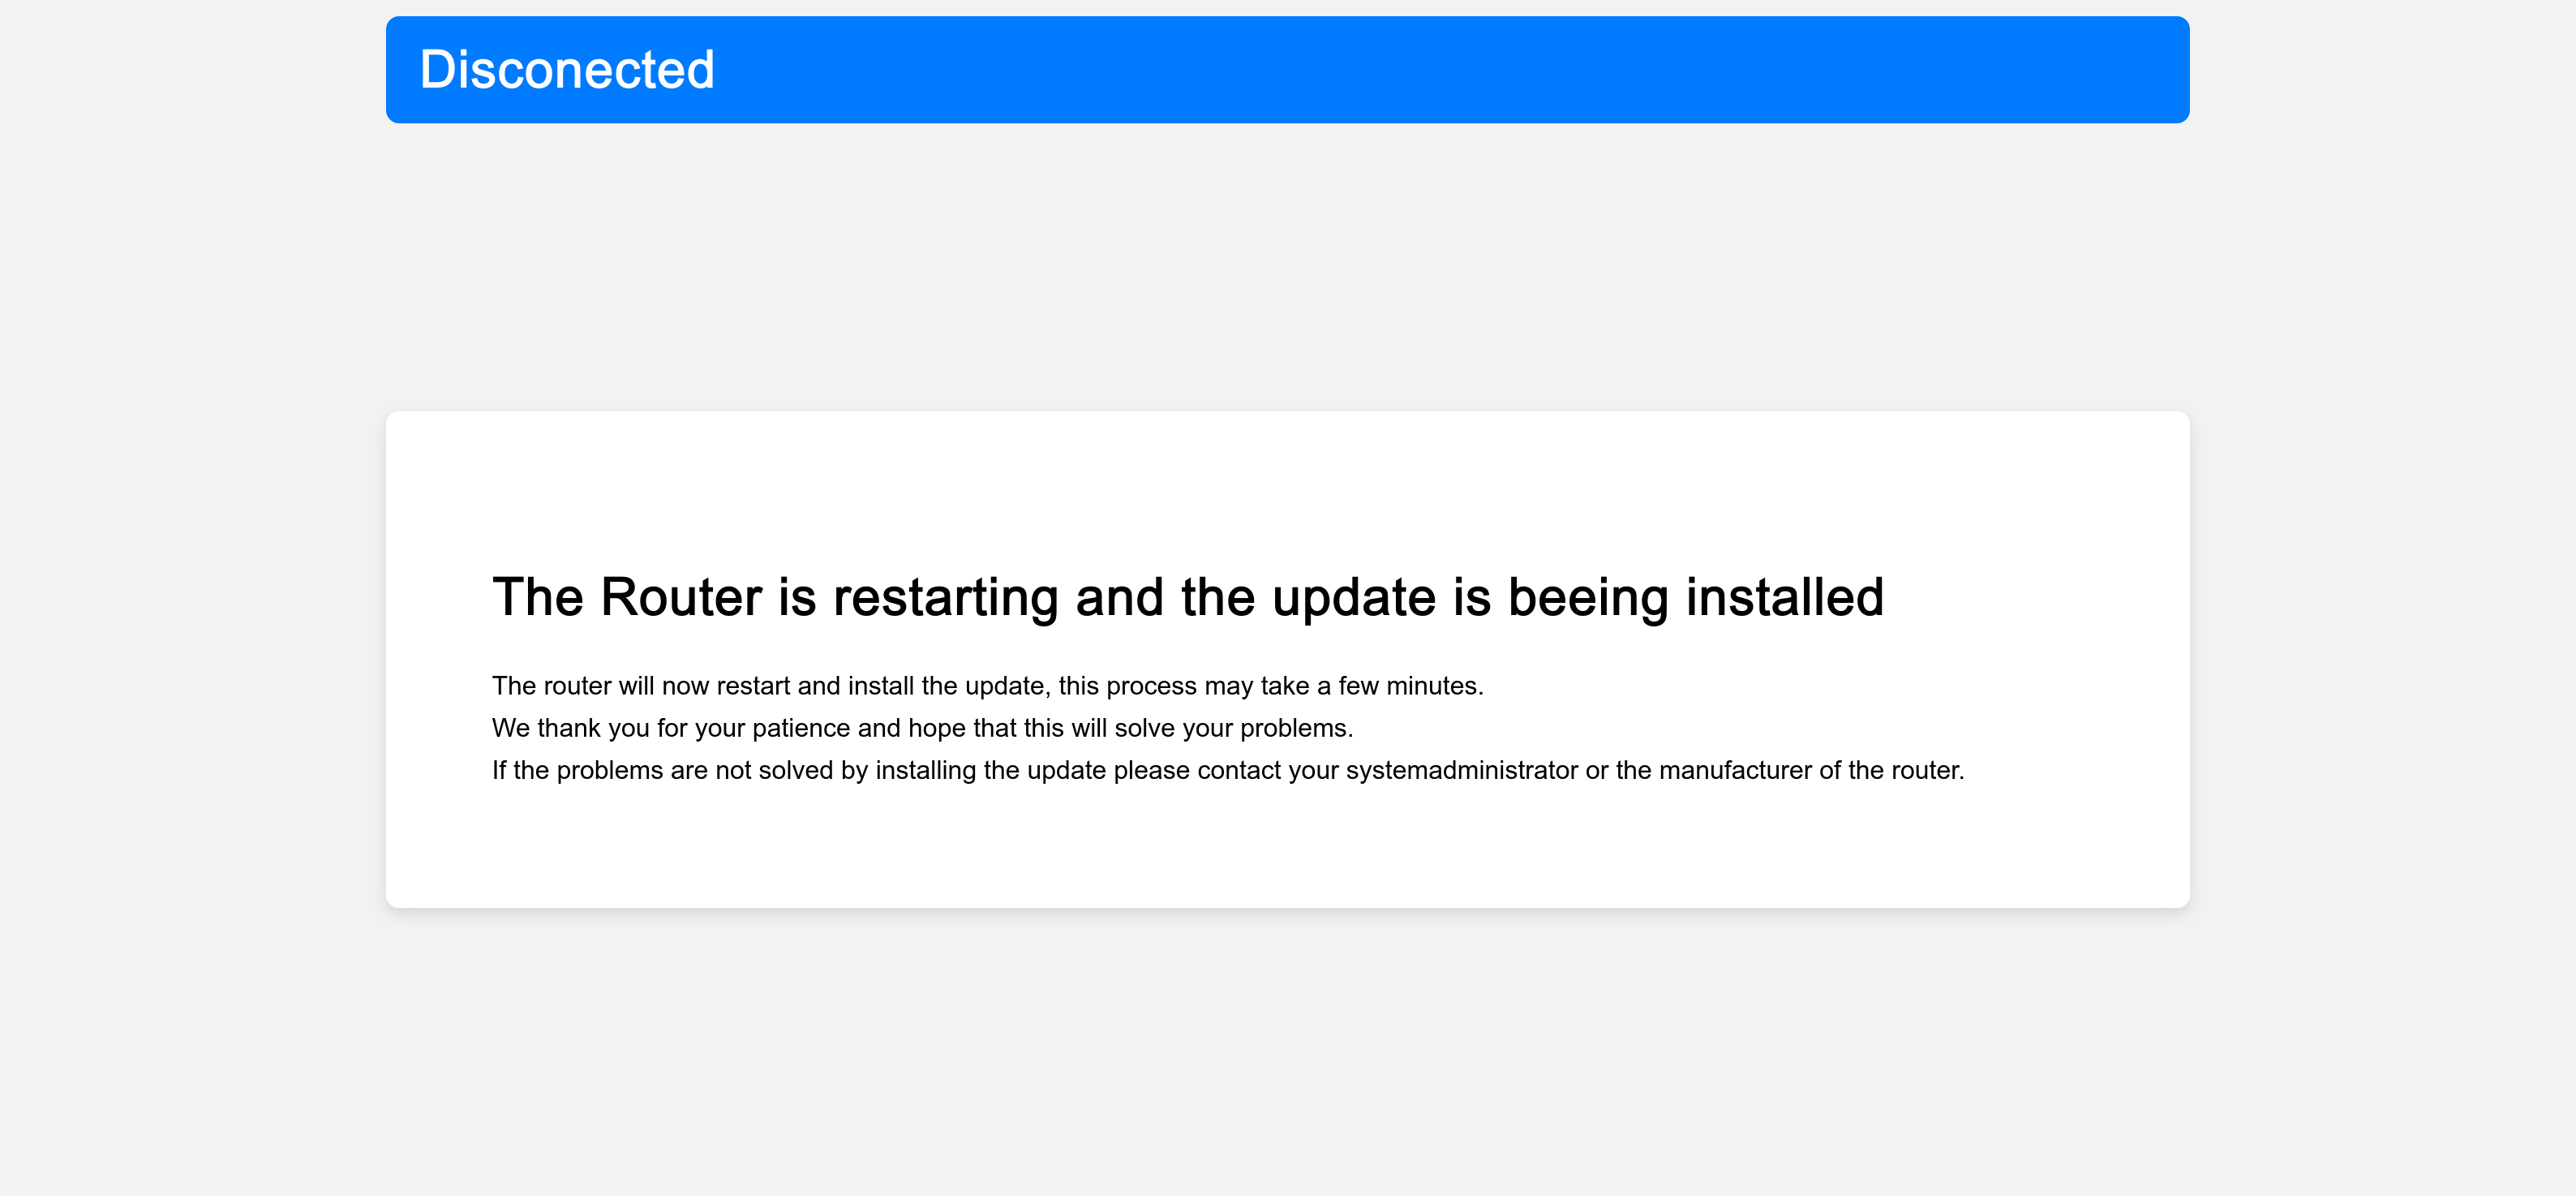 Disconected
The Router is restarting and the update is beeing installed
The router will now restart and install the update, this process may take a few minutes.
We thank you for your patience and hope that this will solve your problems.
If the problems are not solved by installing the update please contact your systemadministrator or the manufacturer of the router.